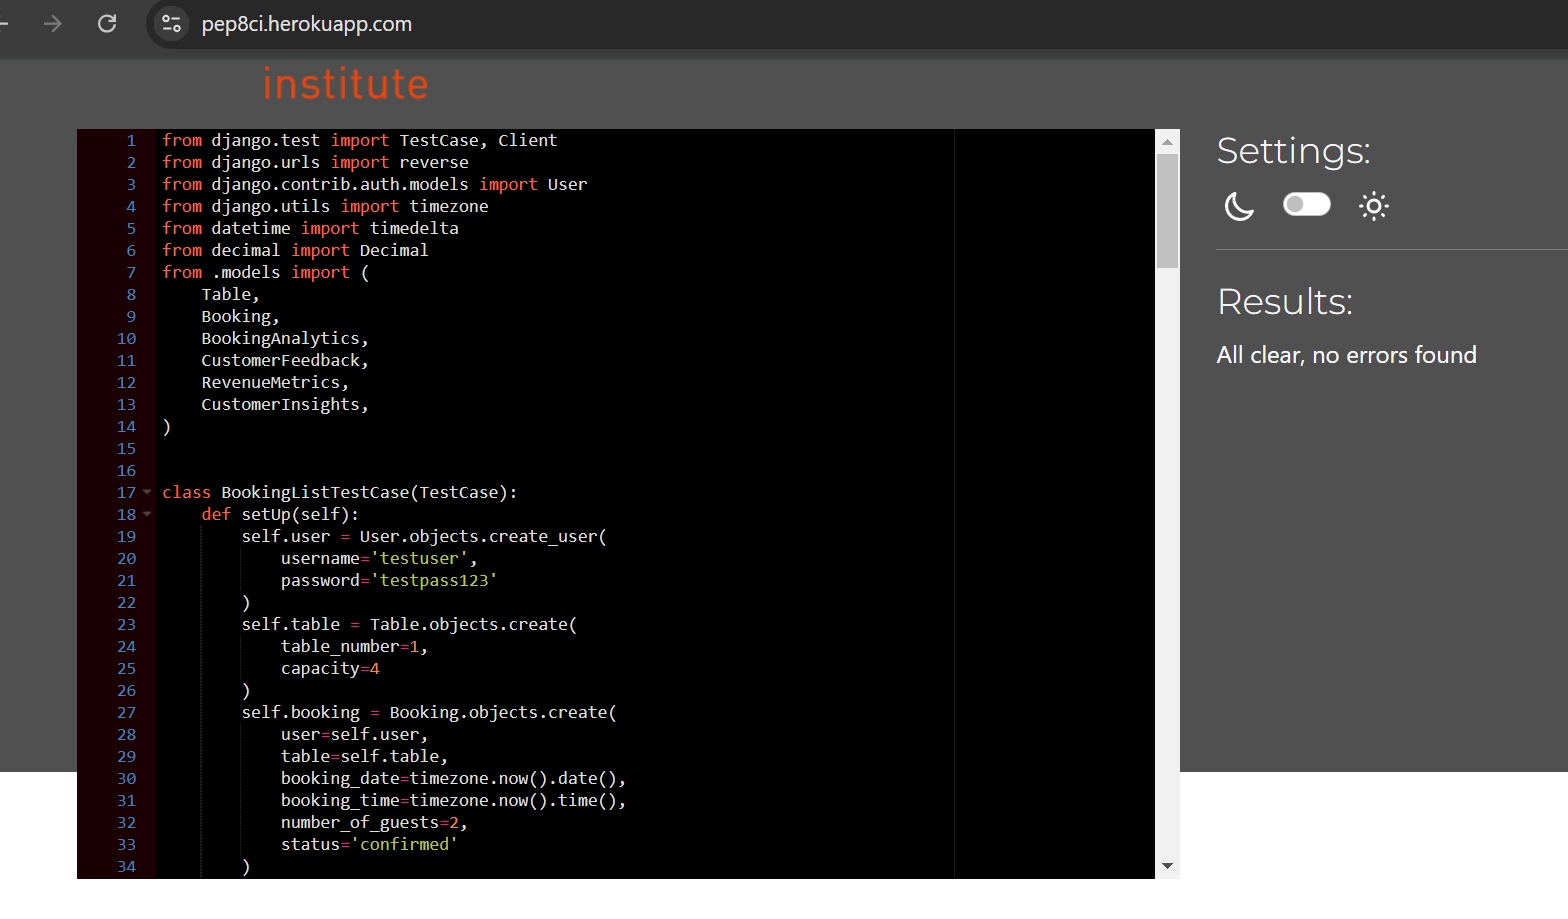 pep8ci.herokuapp.com
institute
1 from django.test import TestCase, Client
2 from django.urls import reverse
3 from django.contrib.auth.models import User
4 from django.utils import timezone
5 from datetime import timedelta
6 from decimal import Decimal
7 from .models import (
8     Table,
9     Booking,
10     BookingAnalytics,
11     CustomerFeedback,
12     RevenueMetrics,
13     CustomerInsights,
14 )
15
16
17 class BookingListTestCase(TestCase):
18     def setUp(self):
19         self.user = User.objects.create_user(
20             username='testuser',
21             password='testpass123'
22         )
23         self.table = Table.objects.create(
24             table_number=1,
25             capacity=4
26         )
27         self.booking = Booking.objects.create(
28             user=self.user,
29             table=self.table,
30             booking_date=timezone.now().date(),
31             booking_time=timezone.now().time(),
32             number_of_guests=2,
33             status='confirmed'
34         )
Settings:
Results:
All clear, no errors found